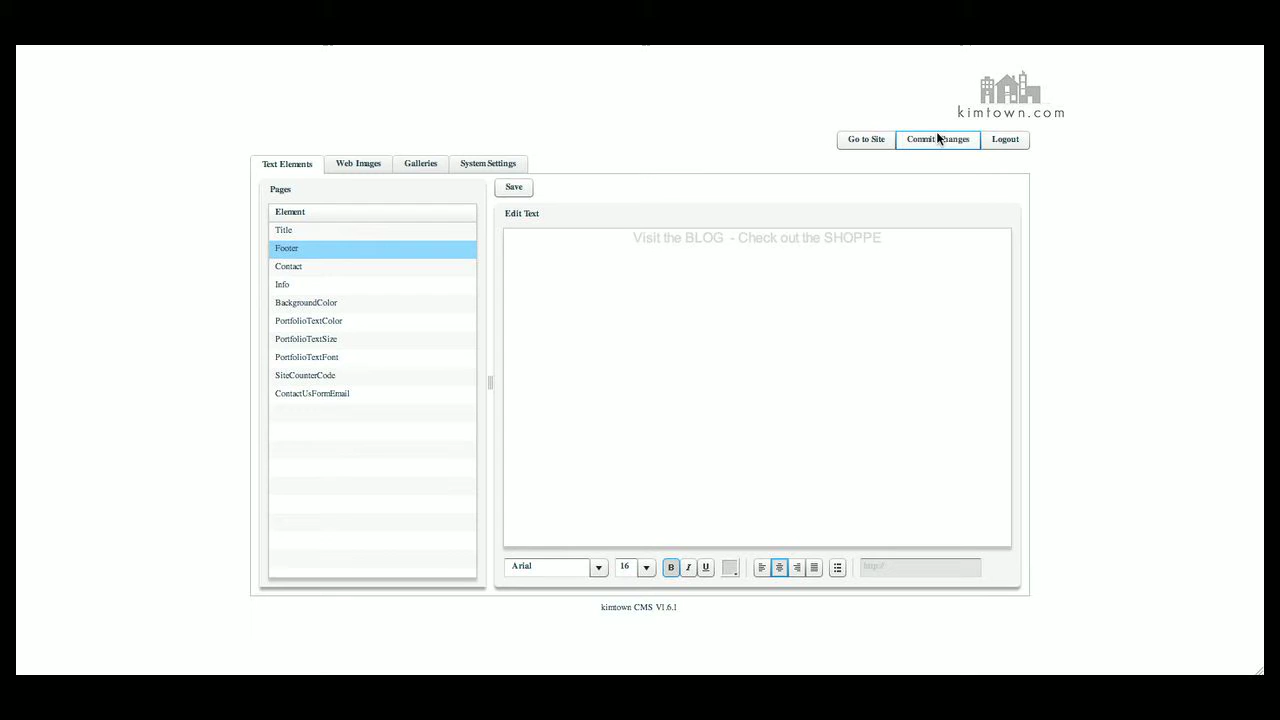 kimtown.com
Go to Site
Commit Changes
Logout
Text Elements
Web Images
Galleries
System Settings
Pages
Element
Title
Footer
Contact
Info
BackgroundColor
PortfolioTextColor
PortfolioTextSize
PortfolioTextFont
SiteCounterCode
ContactUsFormEmail
Save
Edit Text
Visit the BLOG - Check out the SHOPPE
Arial
16
B
I
U
http://
kimtown CMS V1.6.1